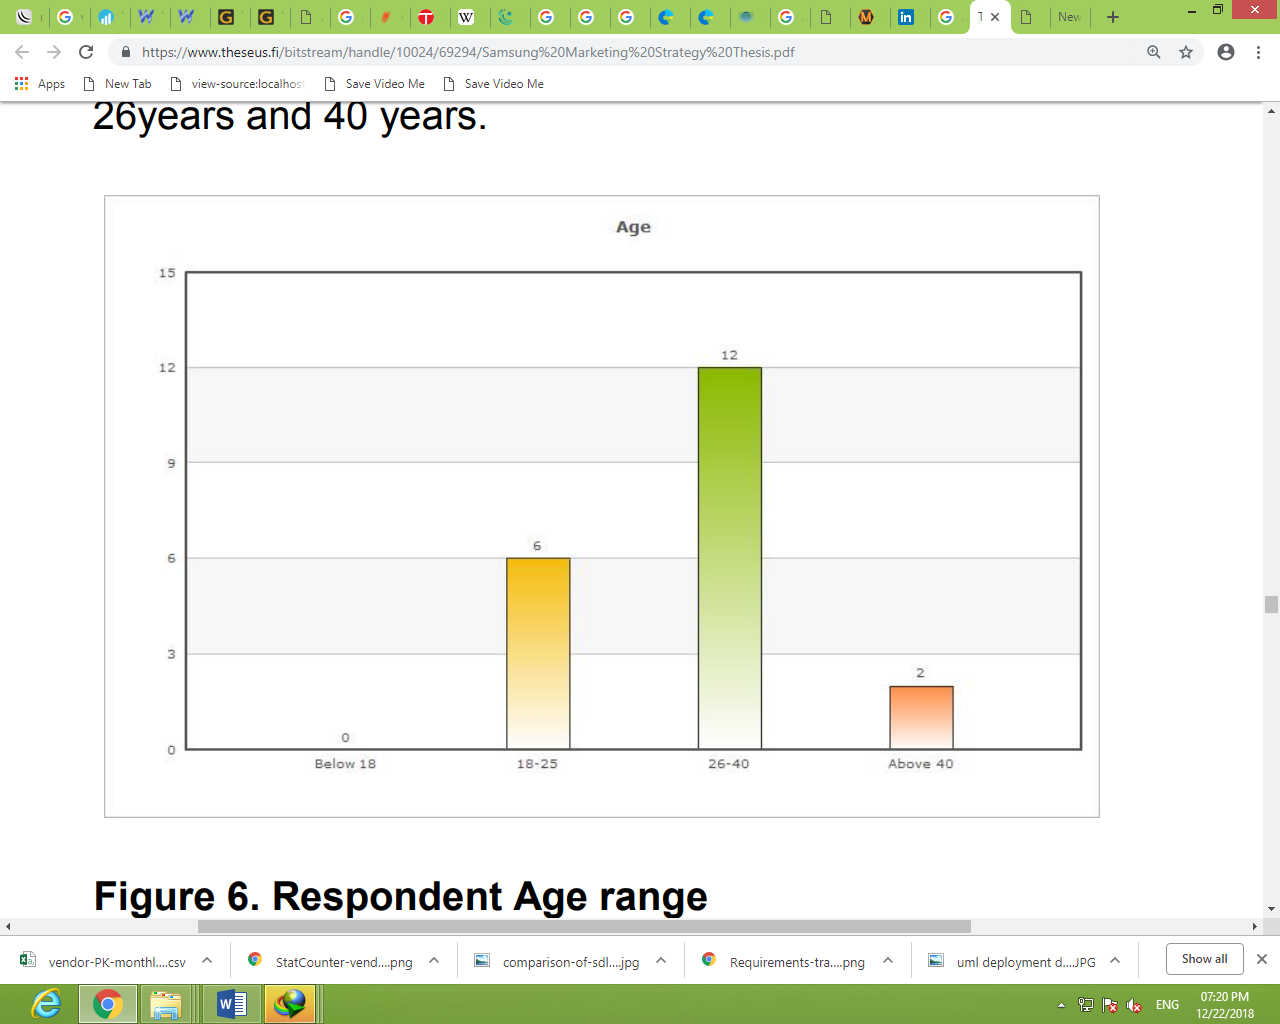 T
New
https://www.theseus.fi/bitstream/handle/10024/69294/Samsung%20Marketing%20Strategy%20Thesis.pdf
Apps
New Tab
view-source:localhos
Save Video Me
Save Video Me
26years and 40 years.
Age
15
12
9
6
3
0
0
6
12
2
Below 18
18-25
26-40
Above 40
Figure 6. Respondent Age range
vendor-PK-monthl....csv
StatCounter-vend....png
comparison-of-sdl....jpg
Requirements-tra....png
uml deployment d....JPG
Show all
ENG
07:20 PM
12/22/2018